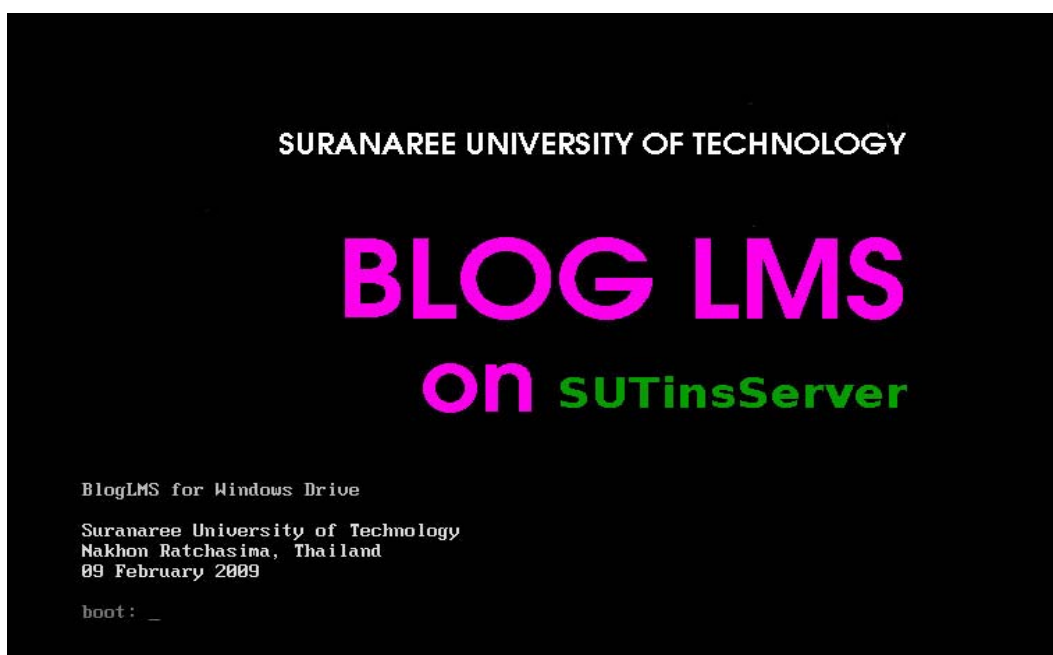 SURANAREE UNIVERSITY OF TECHNOLOGY
BLOG LMS
on SUTinsServer
BlogLMS for Windows Drive
Suranaree University of Technology
Nakhon Ratchasima, Thailand
09 February 2009
boot: _